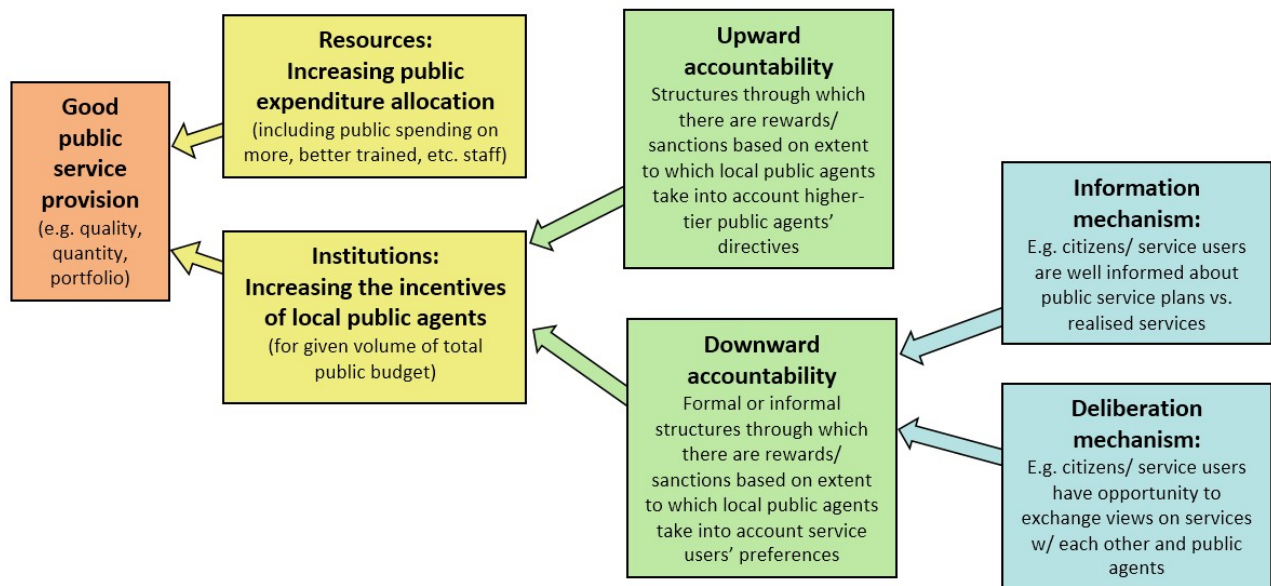 Good
public
service
provision
(e.g. quality,
quantity,
portfolio)
Resources:
Increasing public
expenditure allocation
(including public spending on
more, better trained, etc. staff)
Institutions:
Increasing the incentives
of local public agents
(for given volume of total
public budget)
Upward
accountability
Structures through which
there are rewards/
sanctions based on extent
to which local public agents
take into account higher-
tier public agents’
directives
Downward
accountability
Formal or informal
structures through which
there are rewards/
sanctions based on extent
to which local public agents
take into account service
users’ preferences
Information
mechanism:
E.g. citizens/ service users
are well informed about
public service plans vs.
realised services
Deliberation
mechanism:
E.g. citizens/ service users
have opportunity to
exchange views on services
w/ each other and public
agents